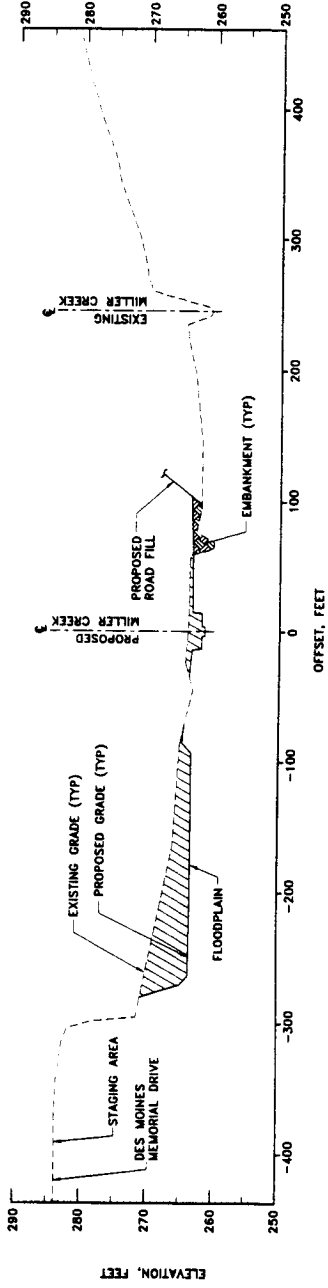 290
280
270
260
250
ELEVATION, FEET
DES MOINES
MEMORIAL DRIVE
STAGING AREA
EXISTING GRADE (TYP)
PROPOSED GRADE (TYP)
FLOODPLAIN
PROPOSED
MILLER CREEK
℄
PROPOSED
ROAD FILL
EMBANKMENT (TYP)
EXISTING
MILLER CREEK
℄
290
280
270
260
250
-400
-300
-200
-100
0
100
200
300
400
OFFSET, FEET